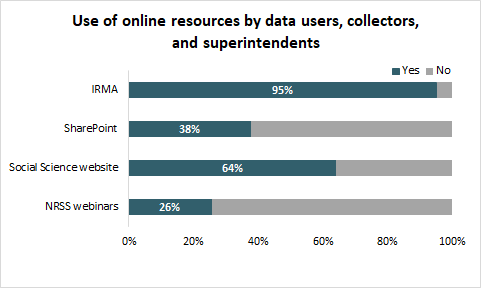 Use of online resources by data users, collectors,
and superintendents
Yes No
IRMA 95%
SharePoint 38%
Social Science website 64%
NRSS webinars 26%
0% 20% 40% 60% 80% 100%